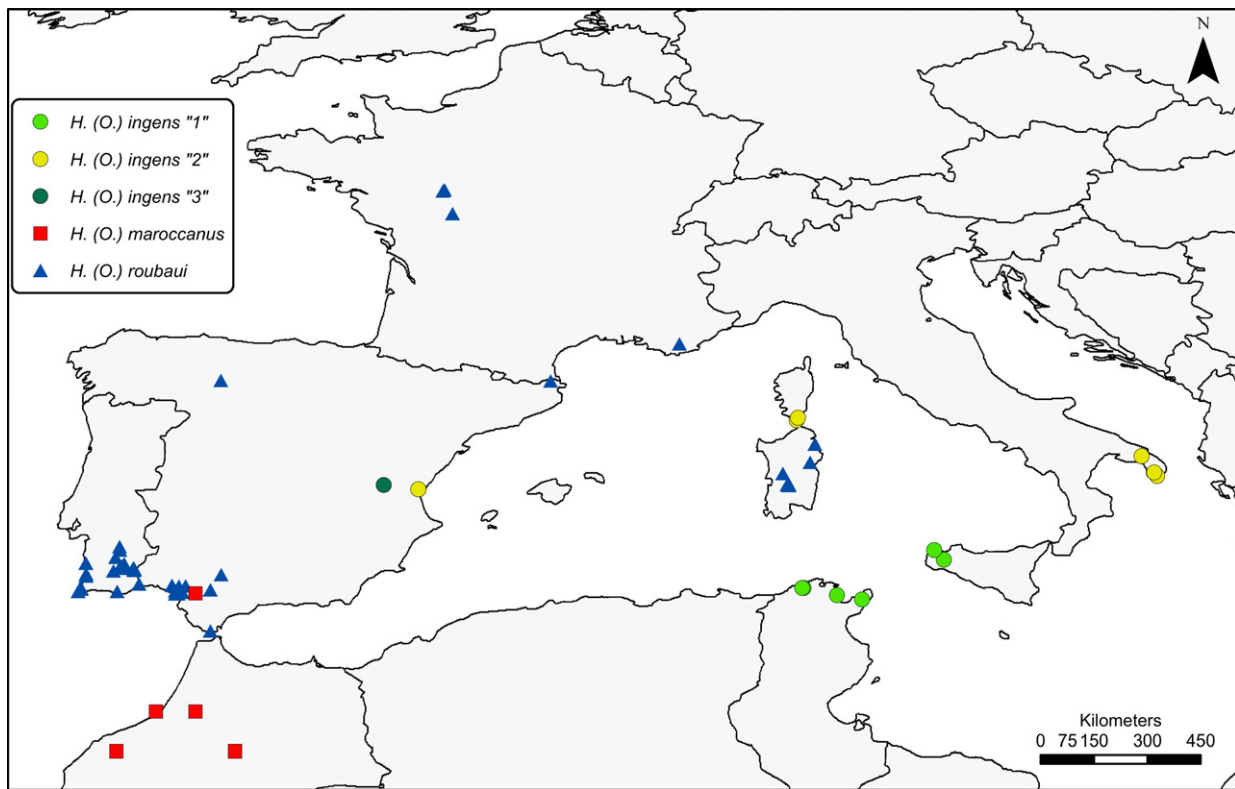 N
H. (O.) ingens "1"
H. (O.) ingens "2"
H. (O.) ingens "3"
H. (O.) maroccanus
H. (O.) roubaui
Kilometers
0 75 150 300 450